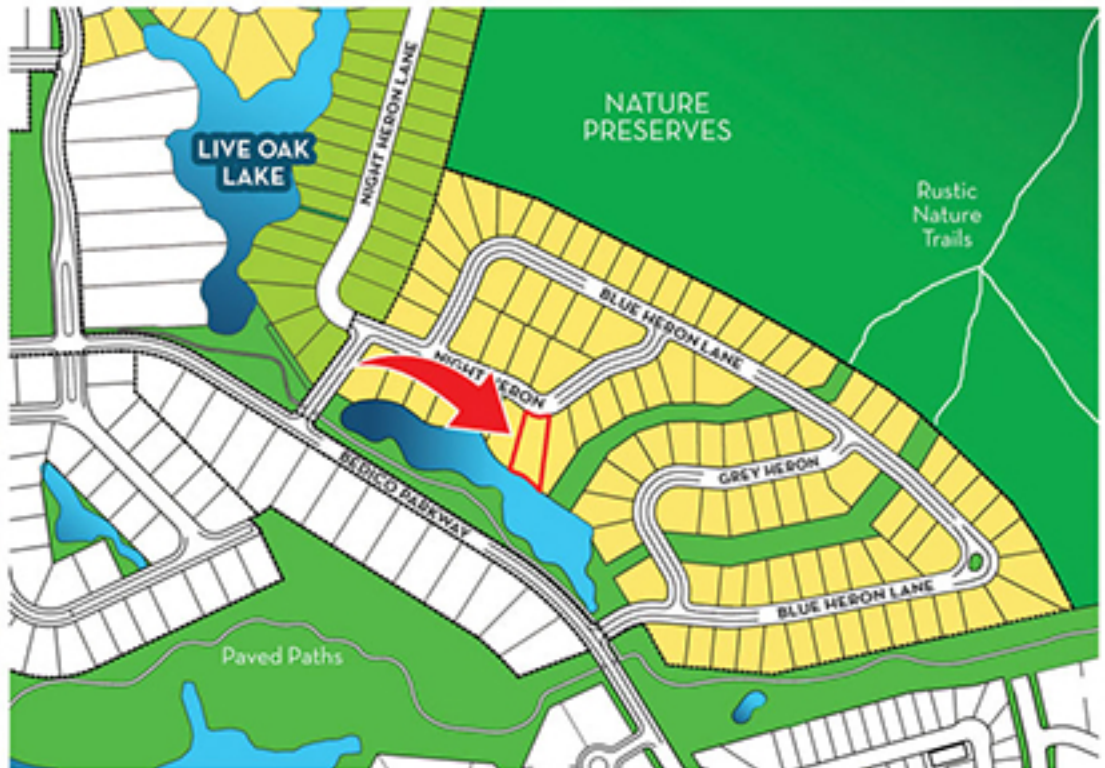 NIGHT HERON LANE
NATURE
PRESERVES
LIVE OAK
LAKE
Rustic
Nature
Trails
BLUE HERON LANE
NIGHT HERON
GREY HERON
BEDICO PARKWAY
BLUE HERON LANE
Paved Paths